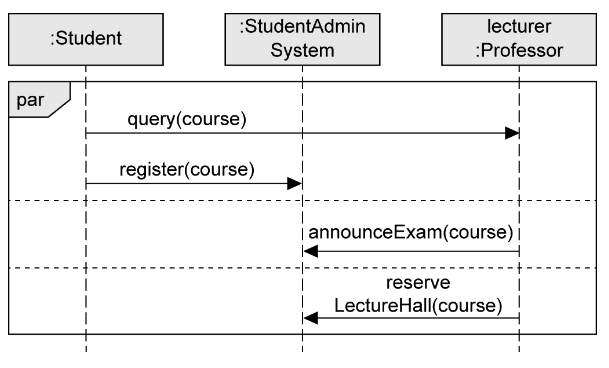 :Student
:StudentAdmin
System
lecturer
:Professor
par
query(course)
register(course)
announceExam(course)
reserve
LectureHall(course)